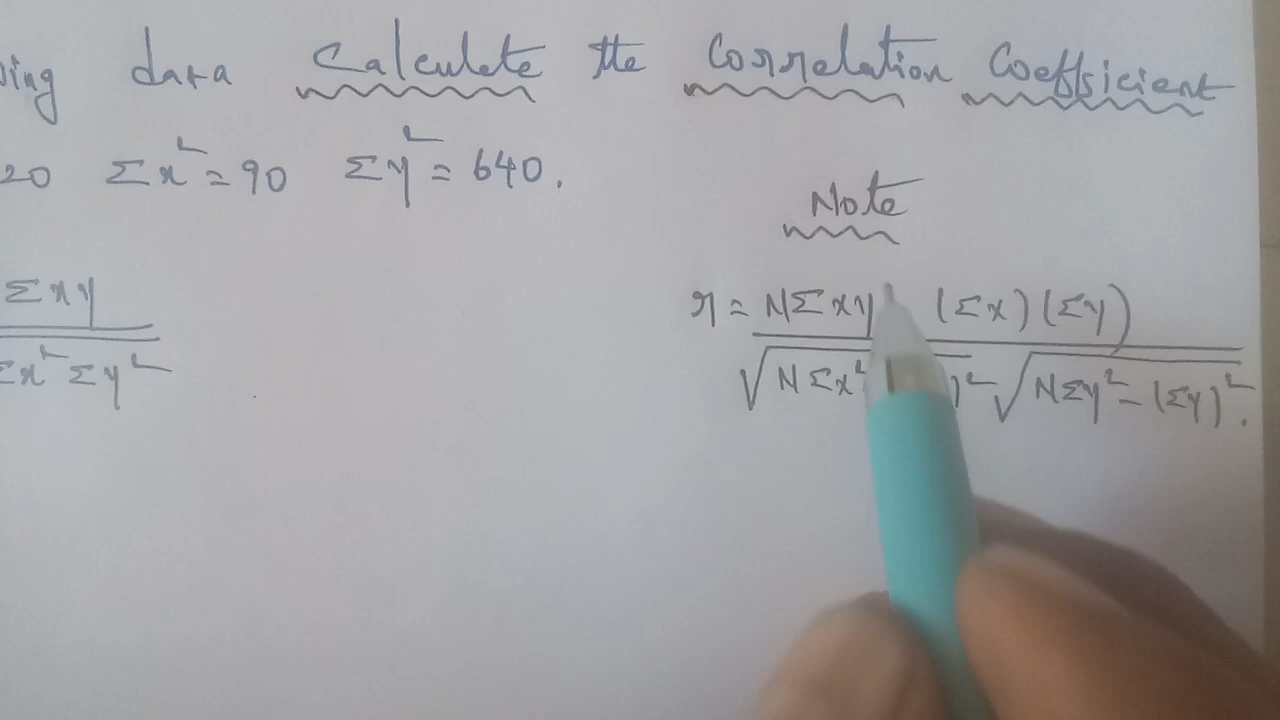 ing data Calculate the Correlation Coefficient
20 Σx² = 90 Σy² = 640.
Note
Σxy
r = NΣxy (Σx)(Σy)
Σx² Σy²
√NΣx² )² √NΣy² - (Σy)².